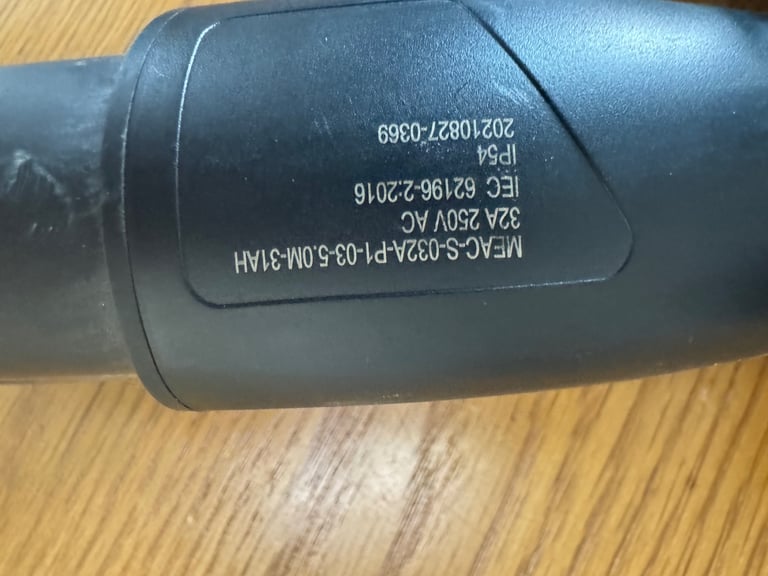 MEAC-S-032A-P1-03-5.0M-31AH
32A 250V AC
IEC 62196-2:2016
IP54
20210827-0369